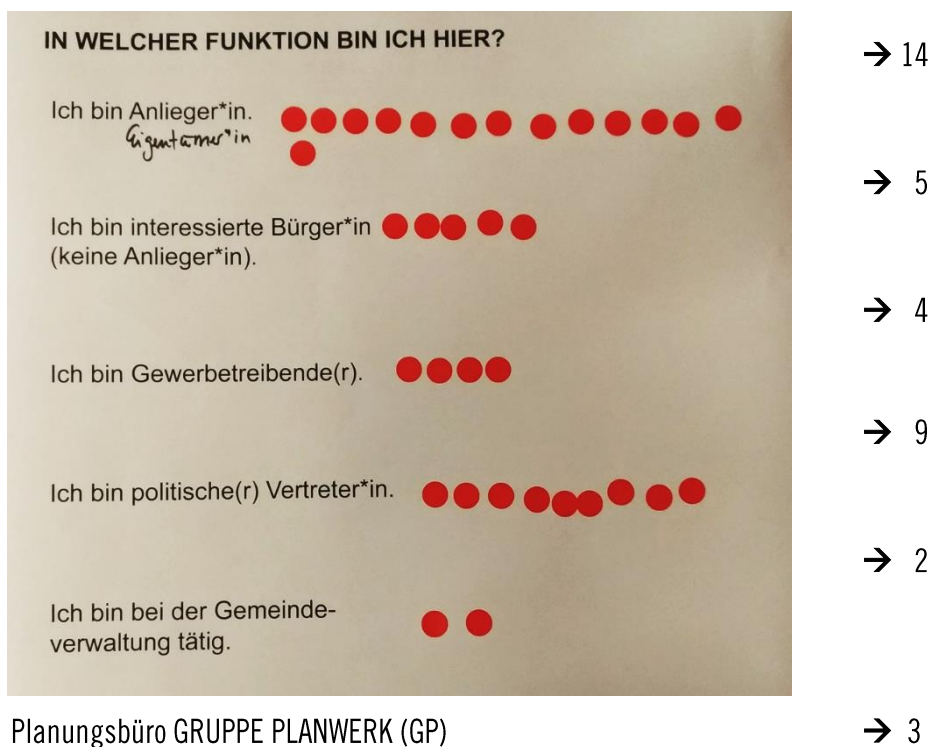 IN WELCHER FUNKTION BIN ICH HIER?
→ 14
Ich bin Anlieger*in.
Eigentümer*in
→ 5
Ich bin interessierte Bürger*in
(keine Anlieger*in).
→ 4
Ich bin Gewerbetreibende(r).
→ 9
Ich bin politische(r) Vertreter*in.
→ 2
Ich bin bei der Gemeinde-
verwaltung tätig.
Planungsbüro GRUPPE PLANWERK (GP) → 3